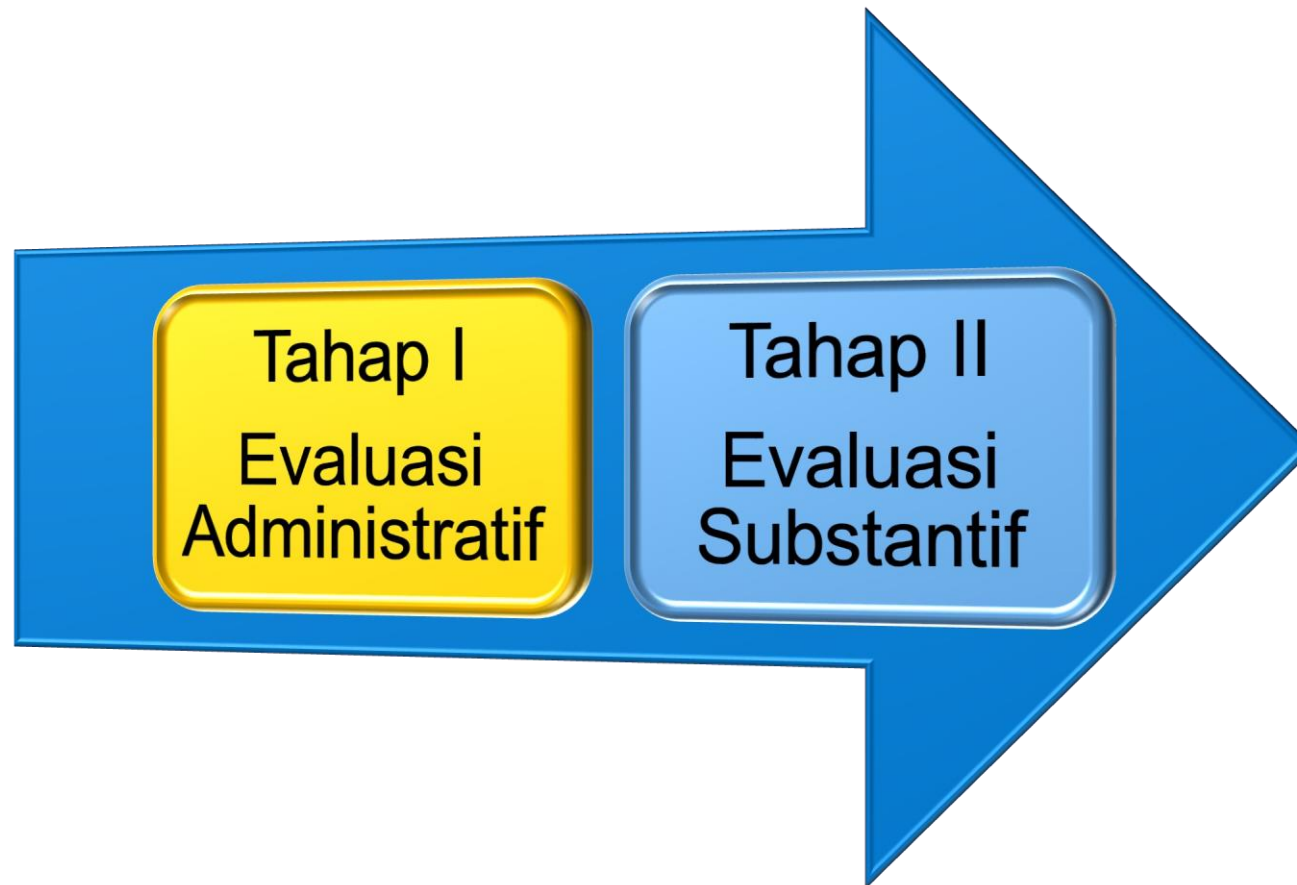 Tahap I
Evaluasi
Administratif
Tahap II
Evaluasi
Substantif